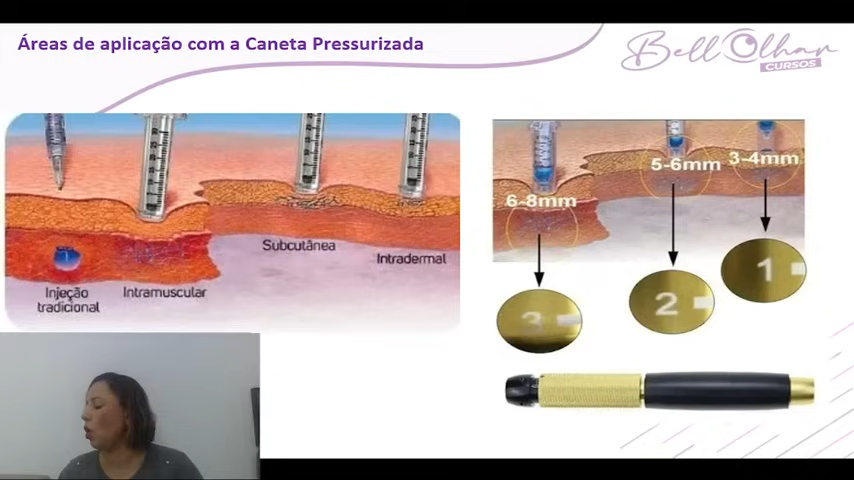 Áreas de aplicação com a Caneta Pressurizada
Bell Olhar
CURSOS
Subcutânea
Intradermal
Injeção
tradicional
Intramuscular
6-8mm
5-6mm
3-4mm
3
2
1